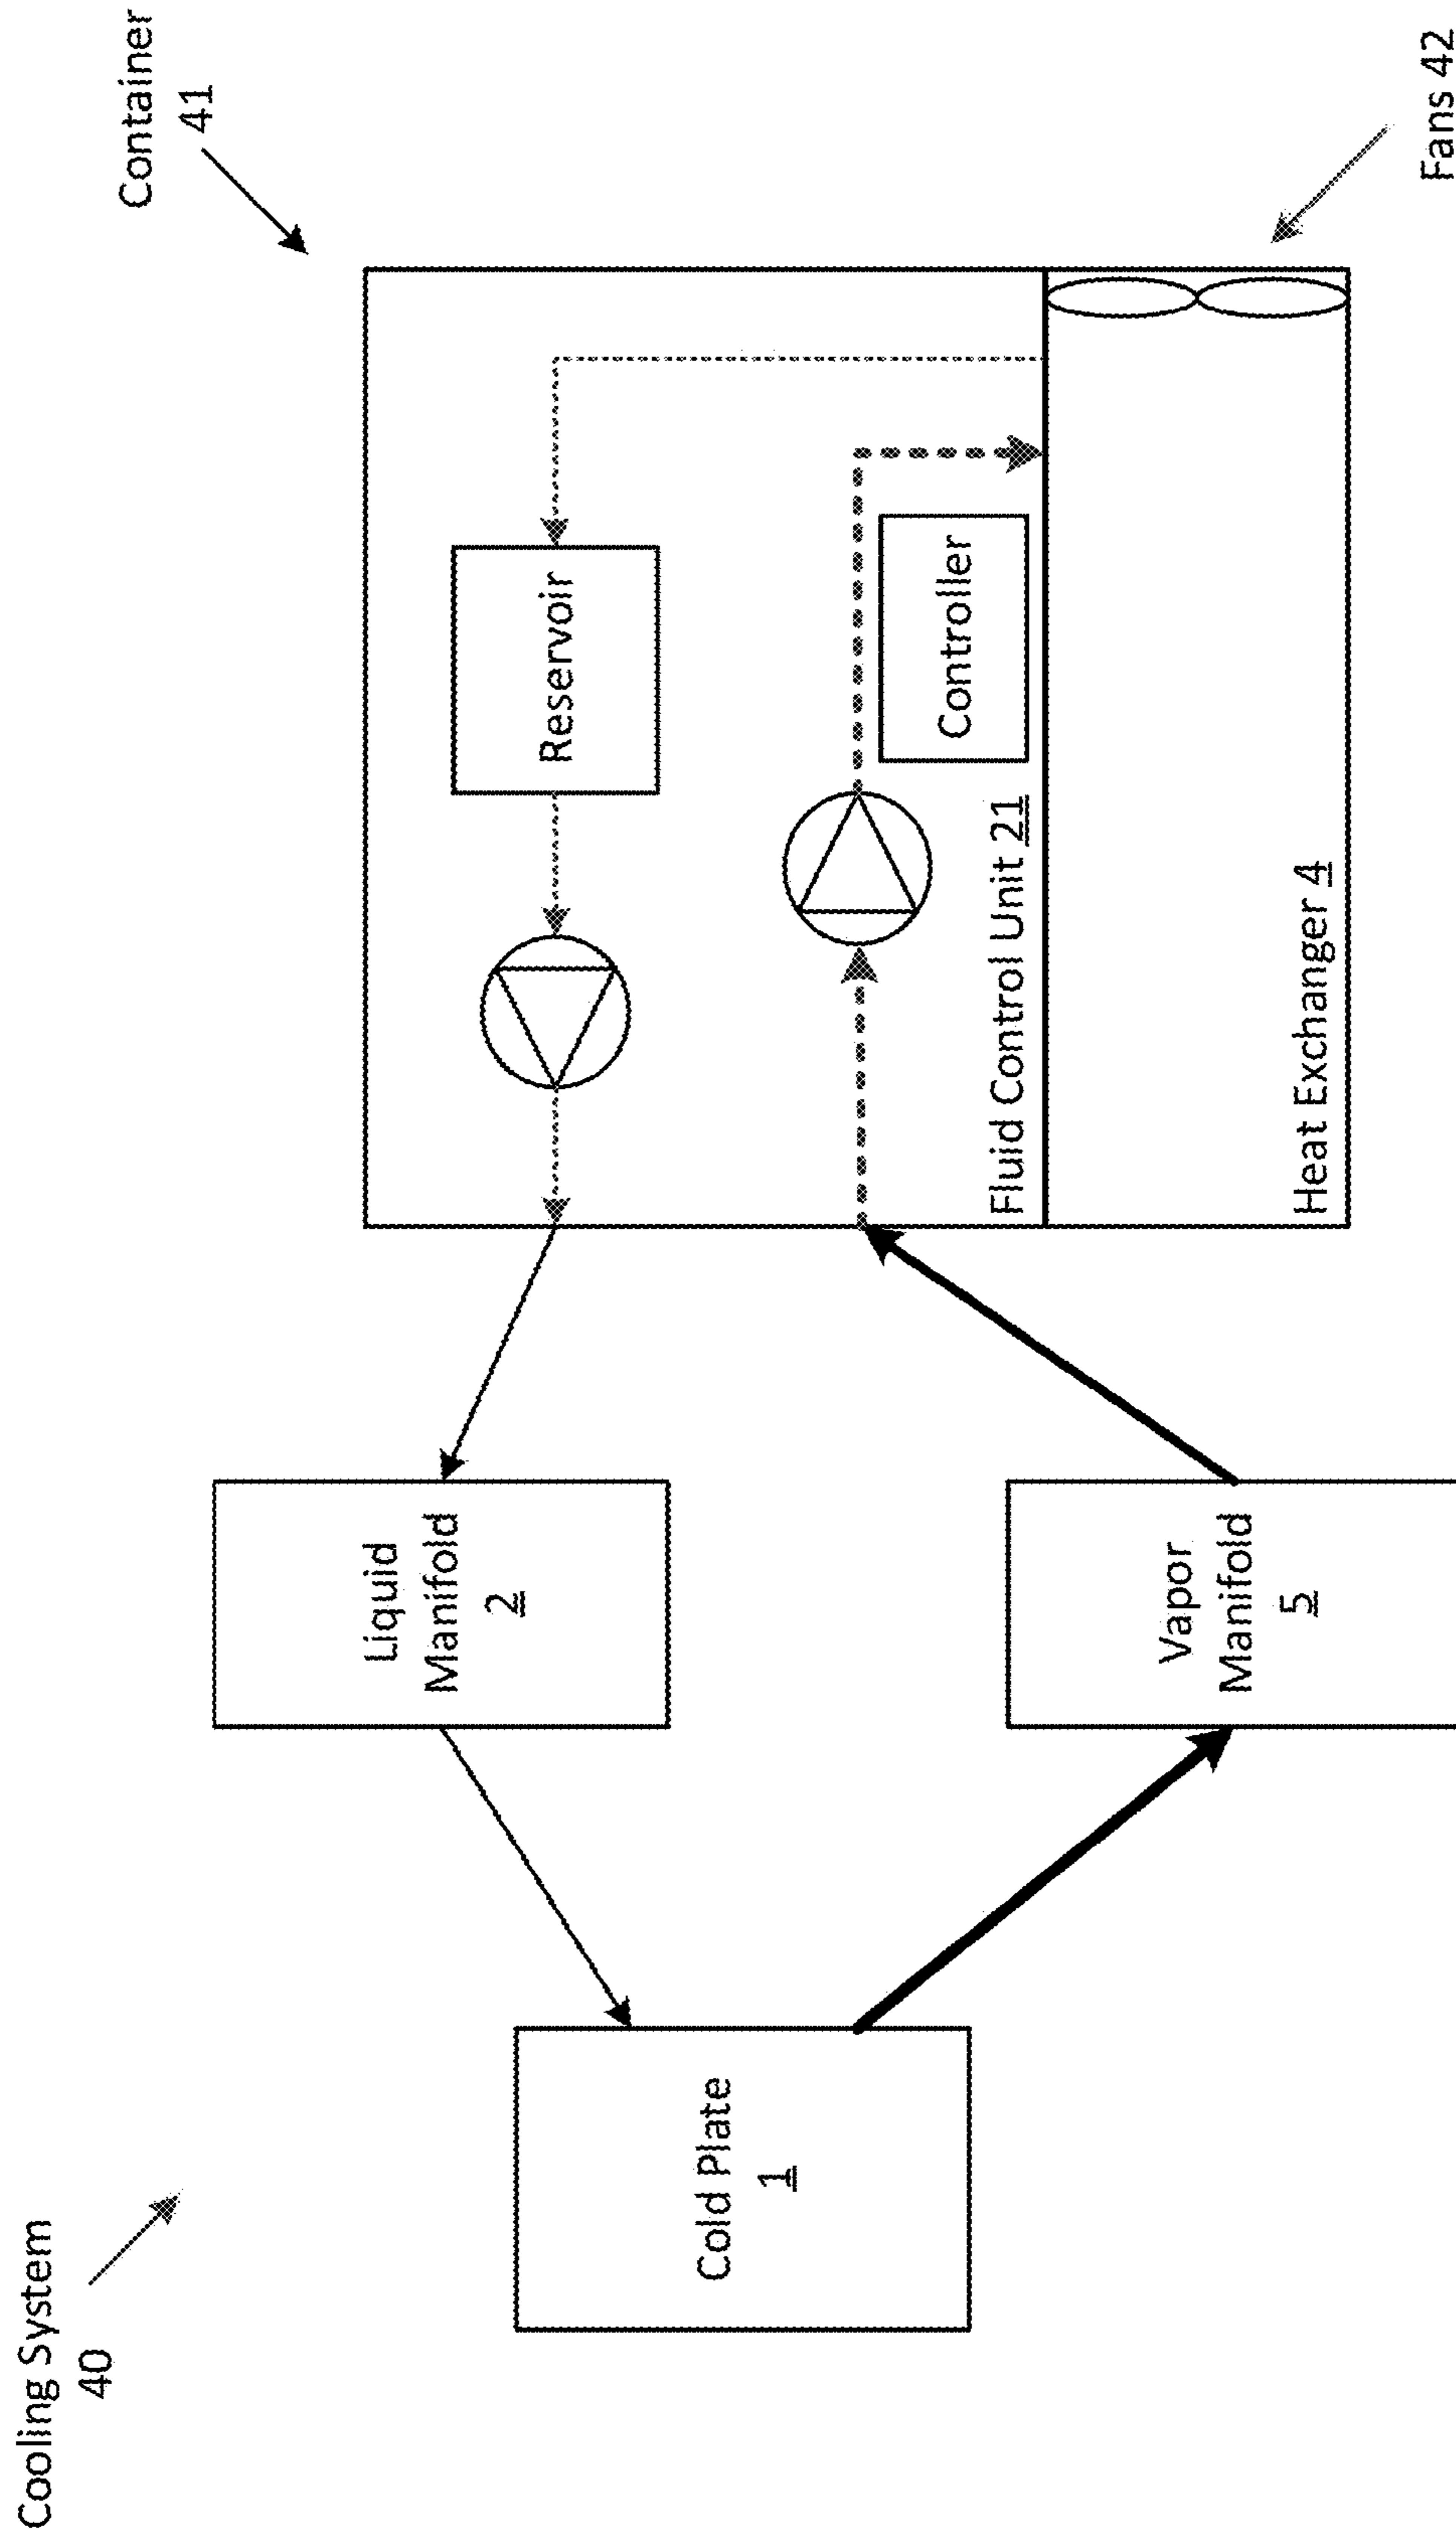 Cooling System
40
Container
41
Liquid
Manifold
2
Reservoir
Cold Plate
1
Controller
Fluid Control Unit 21
Vapor
Manifold
5
Heat Exchanger 4
Fans 42